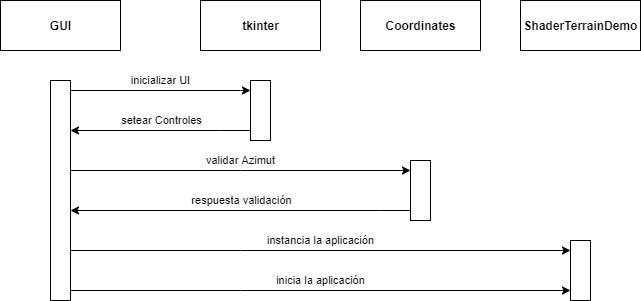 GUI
tkinter
Coordinates
ShaderTerrainDemo
inicializar UI
setear Controles
validar Azimut
respuesta validación
instancia la aplicación
inicia la aplicación